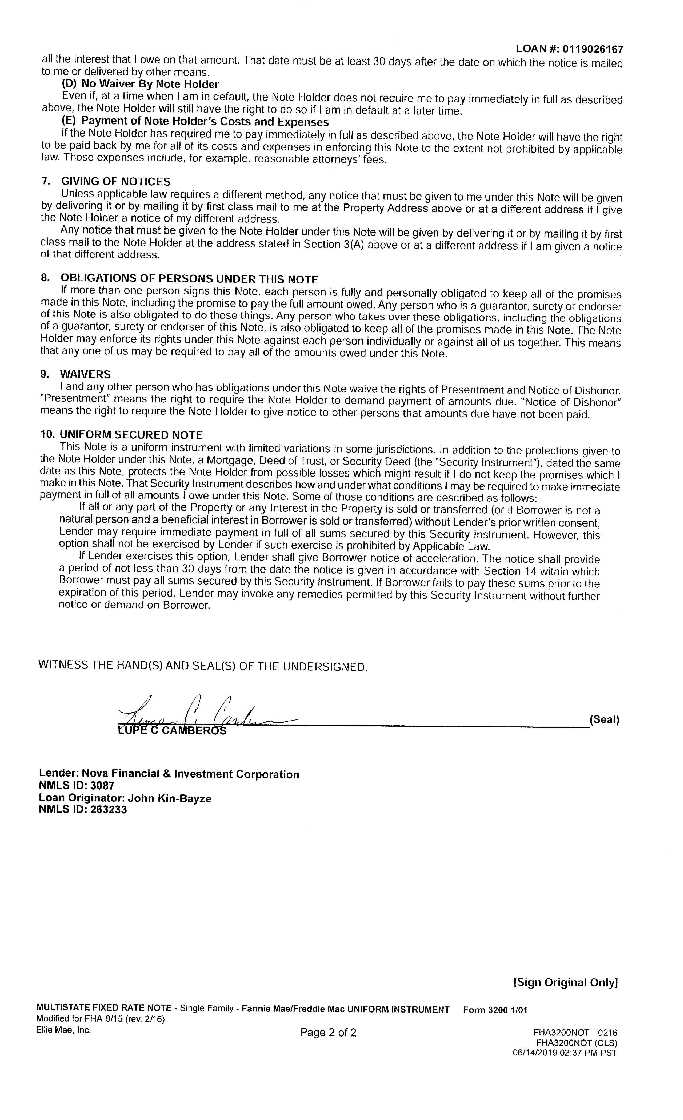 LOAN #: 0119026167
all the interest that I owe on that amount. That date must be at least 30 days after the date on which the notice is mailed
to me or delivered by other means.
(D) No Waiver By Note Holder
Even if, at a time when I am in default, the Note Holder does not require me to pay immediately in full as described
above, the Note Holder will still have the right to do so if I am in default at a later time.
(E) Payment of Note Holder's Costs and Expenses
If the Note Holder has required me to pay immediately in full as described above, the Note Holder will have the right
to be paid back by me for all of its costs and expenses in enforcing this Note to the extent not prohibited by applicable
law. Those expenses include, for example, reasonable attorneys' fees.
7. GIVING OF NOTICES
Unless applicable law requires a different method, any notice that must be given to me under this Note will be given
by delivering it or by mailing it by first class mail to me at the Property Address above or at a different address if I give
the Note Holder a notice of my different address.
Any notice that must be given to the Note Holder under this Note will be given by delivering it or by mailing it by first
class mail to the Note Holder at the address stated in Section 3(A) above or at a different address if I am given a notice
of that different address.
8. OBLIGATIONS OF PERSONS UNDER THIS NOTE
If more than one person signs this Note, each person is fully and personally obligated to keep all of the promises
made in this Note, including the promise to pay the full amount owed. Any person who is a guarantor, surety or endorser
of this Note is also obligated to do these things. Any person who takes over these obligations, including the obligations
of a guarantor, surety or endorser of this Note, is also obligated to keep all of the promises made in this Note. The Note
Holder may enforce its rights under this Note against each person individually or against all of us together. This means
that any one of us may be required to pay all of the amounts owed under this Note.
9. WAIVERS
I and any other person who has obligations under this Note waive the rights of Presentment and Notice of Dishonor.
"Presentment" means the right to require the Note Holder to demand payment of amounts due. "Notice of Dishonor"
means the right to require the Note Holder to give notice to other persons that amounts due have not been paid.
10. UNIFORM SECURED NOTE
This Note is a uniform instrument with limited variations in some jurisdictions. In addition to the protections given to
the Note Holder under this Note, a Mortgage, Deed of Trust, or Security Deed (the "Security Instrument"), dated the same
date as this Note, protects the Note Holder from possible losses which might result if I do not keep the promises which I
make in this Note. That Security Instrument describes how and under what conditions I may be required to make immediate
payment in full of all amounts I owe under this Note. Some of those conditions are described as follows:
If all or any part of the Property or any Interest in the Property is sold or transferred (or if Borrower is not a
natural person and a beneficial interest in Borrower is sold or transferred) without Lender's prior written consent,
Lender may require immediate payment in full of all sums secured by this Security Instrument. However, this
option shall not be exercised by Lender if such exercise is prohibited by Applicable Law.
If Lender exercises this option, Lender shall give Borrower notice of acceleration. The notice shall provide
a period of not less than 30 days from the date the notice is given in accordance with Section 14 within which
Borrower must pay all sums secured by this Security Instrument. If Borrower fails to pay these sums prior to the
expiration of this period, Lender may invoke any remedies permitted by this Security Instrument without further
notice or demand on Borrower.
WITNESS THE HAND(S) AND SEAL(S) OF THE UNDERSIGNED.
(Seal)
LUPE C CAMBEROS
Lender: Nova Financial & Investment Corporation
NMLS ID: 3087
Loan Originator: John Kin-Bayze
NMLS ID: 263233
[Sign Original Only]
MULTISTATE FIXED RATE NOTE - Single Family - Fannie Mae/Freddie Mac UNIFORM INSTRUMENT Form 3200 1/01
Modified for FHA 9/15 (rev. 2/16)
Ellie Mae, Inc.
Page 2 of 2
FHA3200NOT 0216
FHA3200NOT (CLS)
06/14/2019 02:37 PM PST